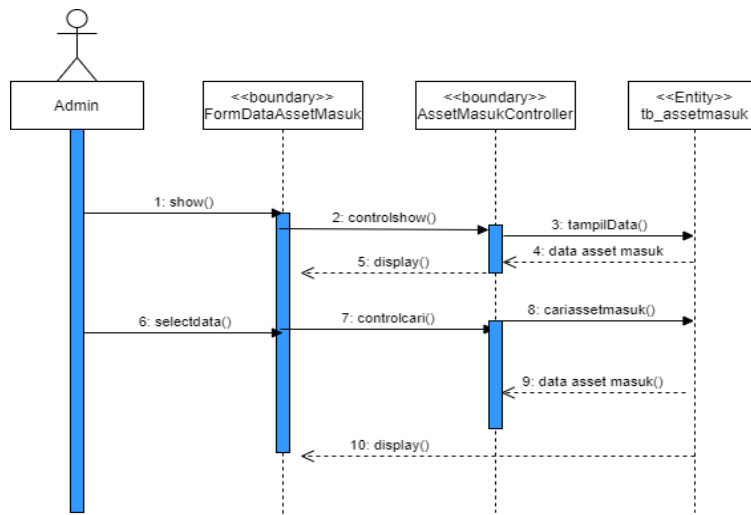 Admin
<<boundary>>
FormDataAssetMasuk
<<boundary>>
AssetMasukController
<<Entity>>
tb_assetmasuk
1: show()
2: controlshow()
3: tampilData()
4: data asset masuk
5: display()
6: selectdata()
7: controlcari()
8: cariassetmasuk()
9: data asset masuk()
10: display()